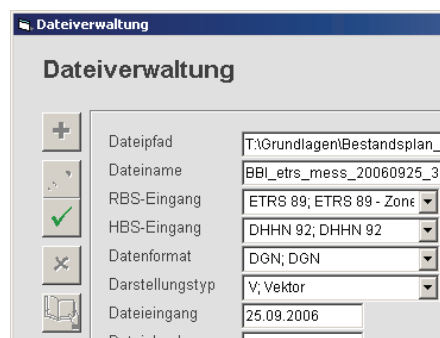 Dateiverwaltung
Dateiverwaltung
Dateipfad T:\Grundlagen\Bestandsplan_
Dateiname BBI_etrs_mess_20060925_3
RBS-Eingang ETRS 89; ETRS 89 - Zone
HBS-Eingang DHHN 92; DHHN 92
Datenformat DGN; DGN
Darstellungstyp V; Vektor
Dateieingang 25.09.2006